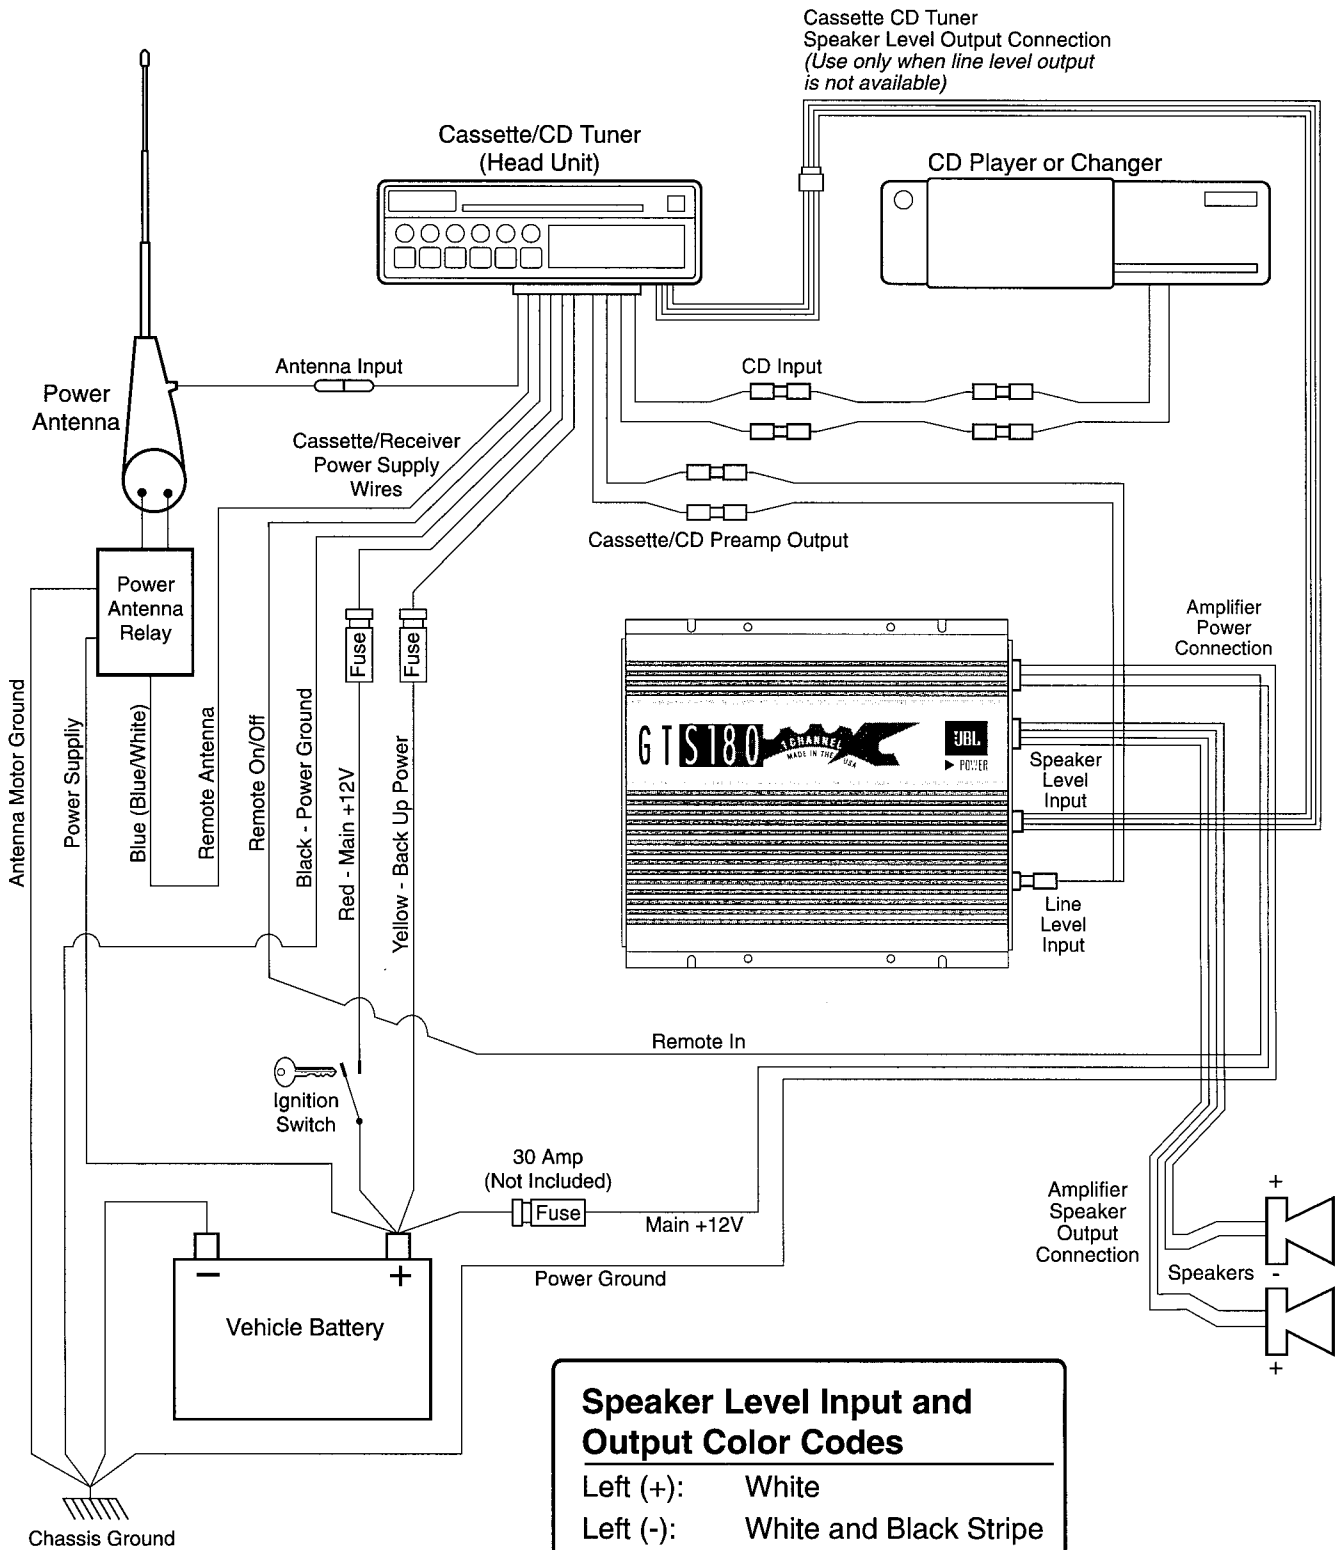 Cassette CD Tuner
Speaker Level Output Connection
(Use only when line level output
is not available)
Cassette/CD Tuner
(Head Unit)
CD Player or Changer
Antenna Input
CD Input
Power
Antenna
Cassette/Receiver
Power Supply
Wires
Cassette/CD Preamp Output
Power
Antenna
Relay
Fuse
Fuse
Amplifier
Power
Connection
Antenna Motor Ground
Power Supply
Blue (Blue/White)
Remote Antenna
Remote On/Off
Black - Power Ground
Red - Main +12V
Yellow - Back Up Power
GTS180
1 CHANNEL
MADE IN THE USA
JBL
POWER
Speaker
Level
Input
Line
Level
Input
Remote In
Ignition
Switch
30 Amp
(Not Included)
Fuse
Main +12V
Power Ground
Amplifier
Speaker
Output
Connection
+
Speakers -
+
- +
Vehicle Battery
Chassis Ground
Speaker Level Input and
Output Color Codes
Left (+): White
Left (-): White and Black Stripe